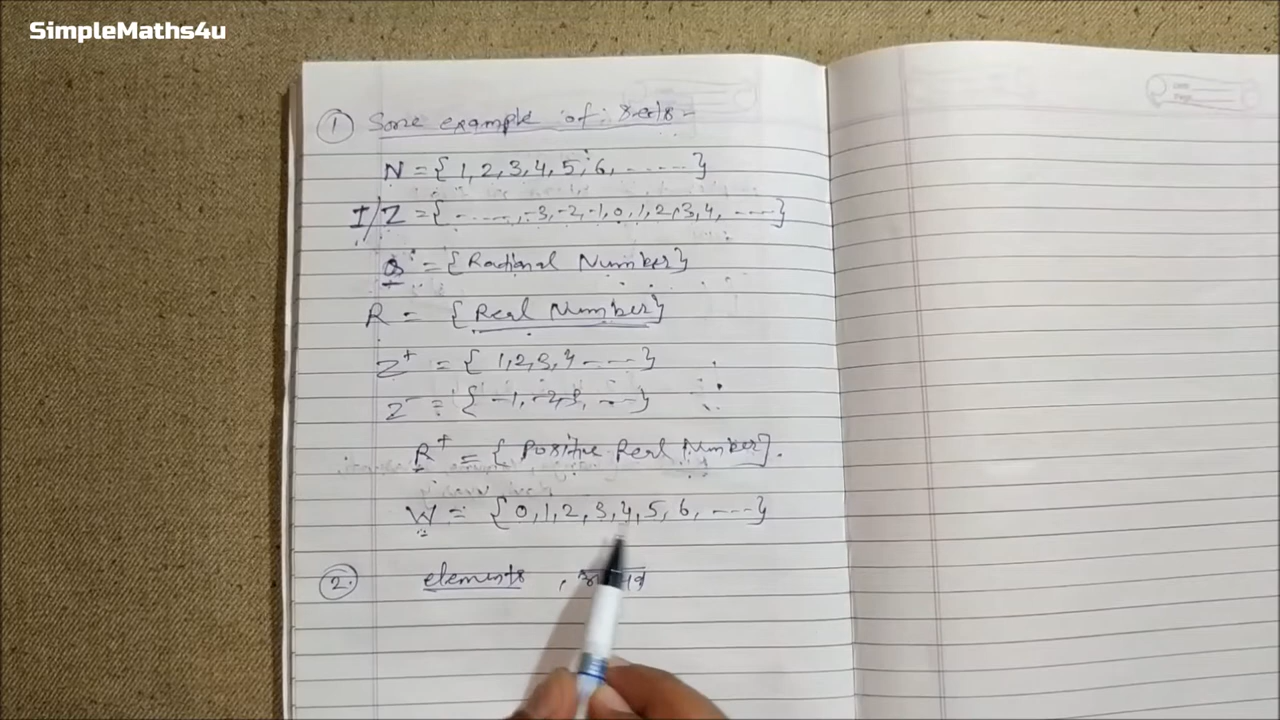 SimpleMaths4u
① Some example of: sets-
N = { 1, 2, 3, 4, 5, 6, ....... }
I/Z = { ......., -3, -2, -1, 0, 1, 2, 3, 4, ..... }
Q = { Rational Number }
R = { Real Number }
Z⁺ = { 1, 2, 3, 4 ..... }
Z⁻ = { -1, -2, 3, ..... }
R⁺ = { Positive Real Number }.
W = { 0, 1, 2, 3, 4, 5, 6, ..... }
②. elements ,